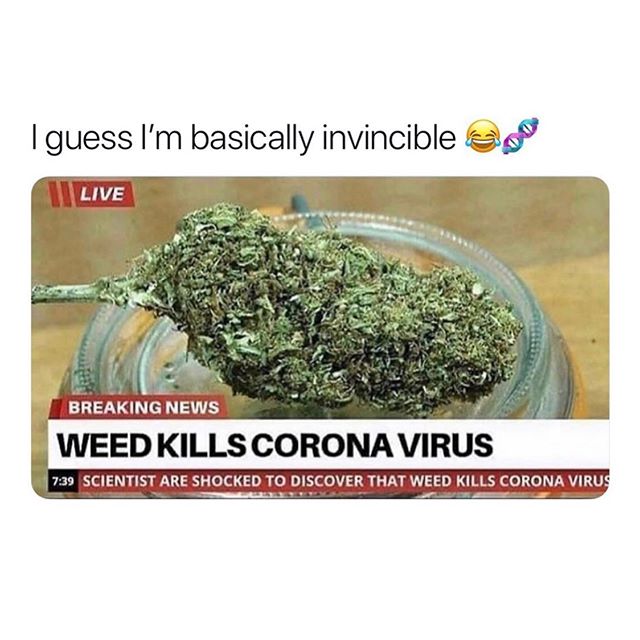 I guess I'm basically invincible 😂🧬
LIVE
BREAKING NEWS
WEED KILLS CORONA VIRUS
7:39 SCIENTIST ARE SHOCKED TO DISCOVER THAT WEED KILLS CORONA VIRUS